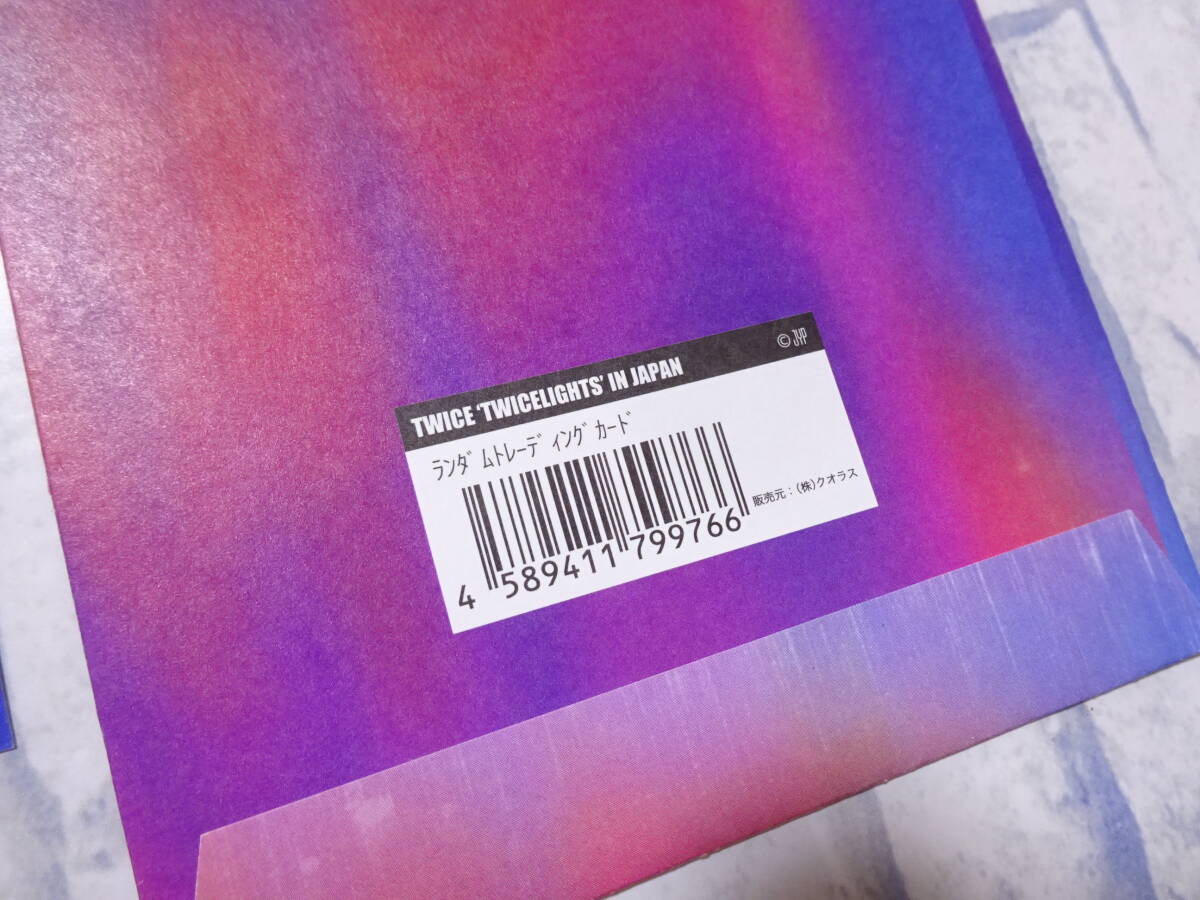 ©JYP
TWICE ‘TWICELIGHTS’ IN JAPAN
ﾗﾝﾀﾞﾑﾄﾚｰﾃﾞｨﾝｸﾞｶｰﾄﾞ
販売元：(株)クオラス
4 589411 799766